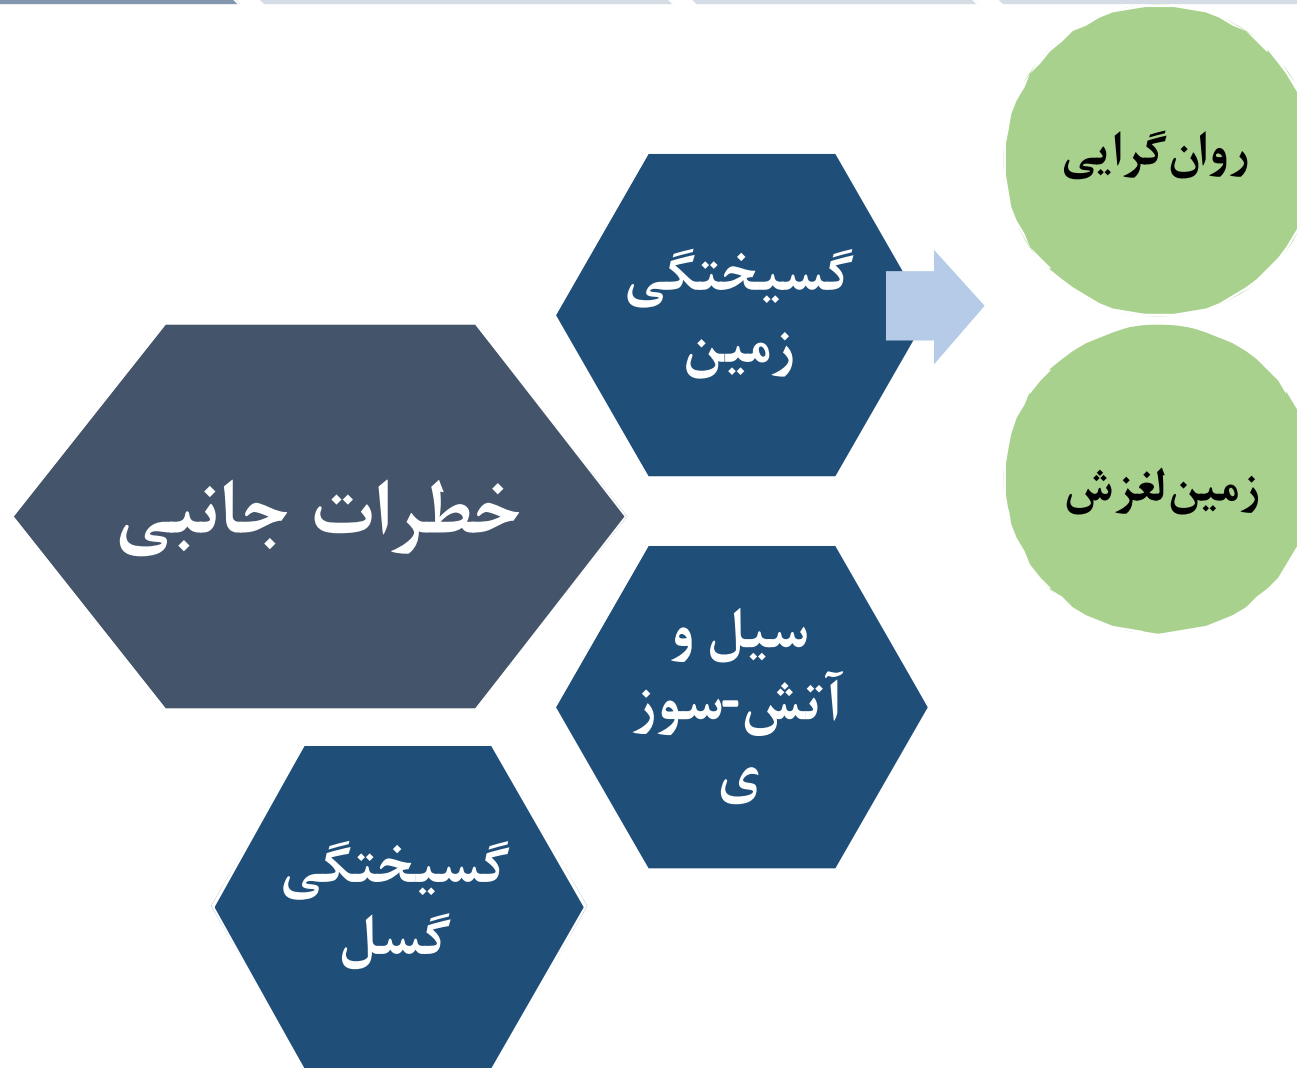 روان‌گرایی
گسیختگی
زمین
زمین‌لغزش
خطرات جانبی
سیل و
آتش-سوز
ی
گسیختگی
گسل